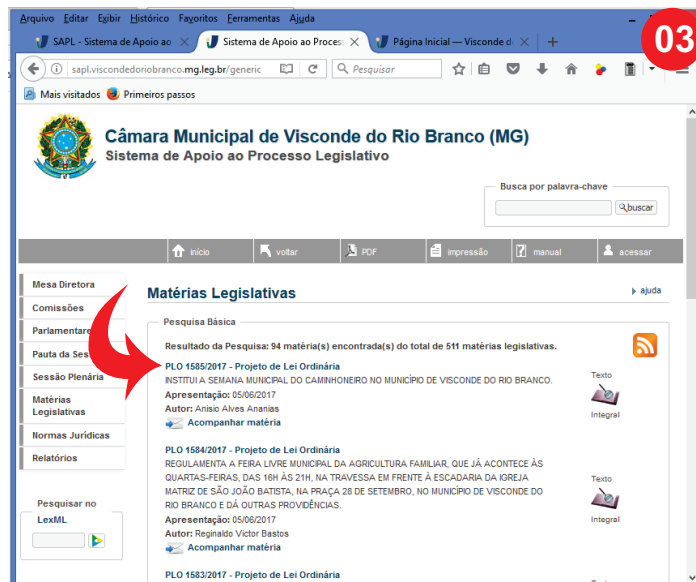 Arquivo Editar Exibir Histórico Favoritos Ferramentas Ajuda
03
SAPL - Sistema de Apoio ao
Sistema de Apoio ao Proces
Página Inicial — Visconde d
sapl.viscondedoriobranco.mg.leg.br/generic
Pesquisar
Mais visitados
Primeiros passos
Câmara Municipal de Visconde do Rio Branco (MG)
Sistema de Apoio ao Processo Legislativo
Busca por palavra-chave
buscar
início
voltar
PDF
impressão
manual
acessar
Mesa Diretora
Comissões
Parlamentare
Pauta da Ses
Sessão Plenária
Matérias
Legislativas
Normas Jurídicas
Relatórios
Pesquisar no
LexML
Matérias Legislativas
ajuda
Pesquisa Básica
Resultado da Pesquisa: 94 matéria(s) encontrada(s) do total de 511 matérias legislativas.
PLO 1585/2017 - Projeto de Lei Ordinária
INSTITUI A SEMANA MUNICIPAL DO CAMINHONEIRO NO MUNICÍPIO DE VISCONDE DO RIO BRANCO.
Apresentação: 05/06/2017
Autor: Anisio Alves Ananias
Acompanhar matéria
Texto
Integral
PLO 1584/2017 - Projeto de Lei Ordinária
REGULAMENTA A FEIRA LIVRE MUNICIPAL DA AGRICULTURA FAMILIAR, QUE JÁ ACONTECE ÀS
QUARTAS-FEIRAS, DAS 16H ÀS 21H, NA TRAVESSA EM FRENTE À ESCADARIA DA IGREJA
MATRIZ DE SÃO JOÃO BATISTA, NA PRAÇA 28 DE SETEMBRO, NO MUNICÍPIO DE VISCONDE DO
RIO BRANCO E DÁ OUTRAS PROVIDÊNCIAS.
Apresentação: 05/06/2017
Autor: Reginaldo Victor Bastos
Acompanhar matéria
Texto
Integral
PLO 1583/2017 - Projeto de Lei Ordinária